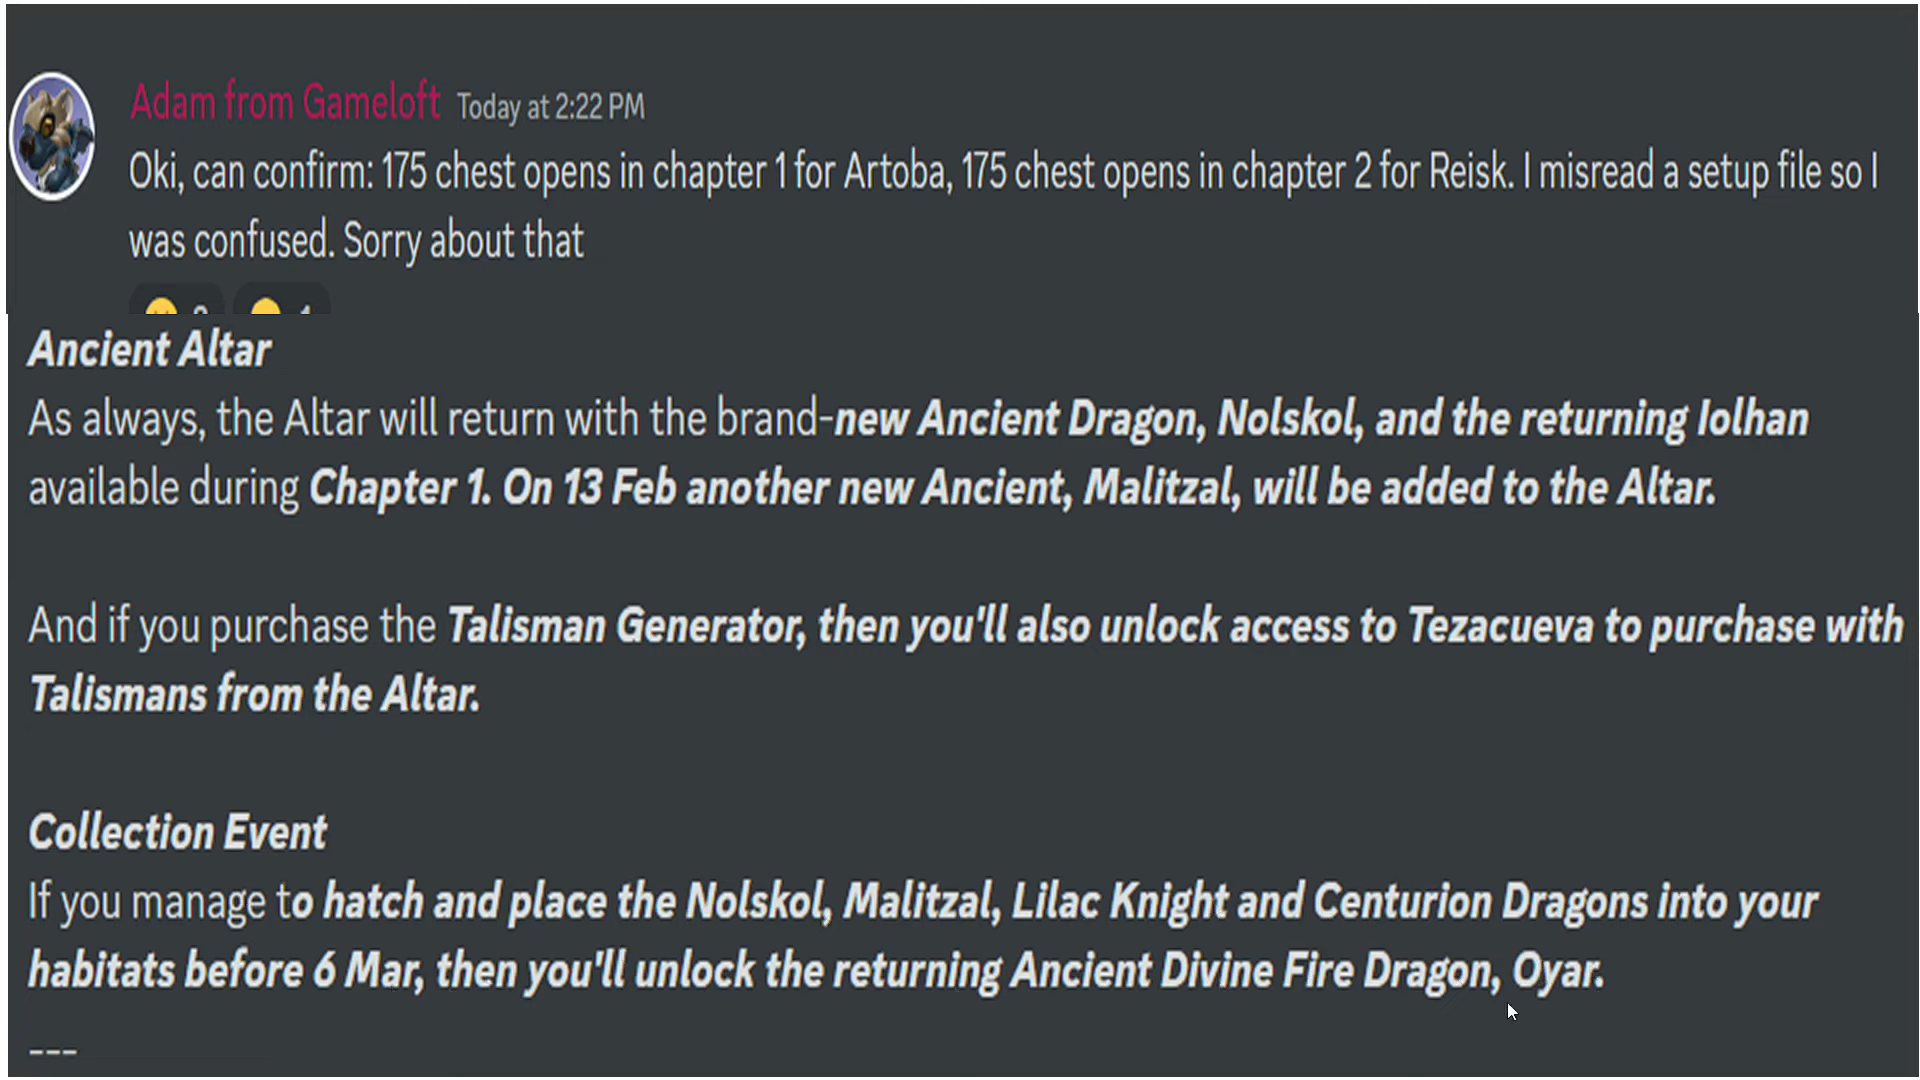 Adam from Gameloft Today at 2:22 PM
Oki, can confirm: 175 chest opens in chapter 1 for Artoba, 175 chest opens in chapter 2 for Reisk. I misread a setup file so I
was confused. Sorry about that
Ancient Altar
As always, the Altar will return with the brand-new Ancient Dragon, Nolskol, and the returning Iolhan
available during Chapter 1. On 13 Feb another new Ancient, Malitzal, will be added to the Altar.
And if you purchase the Talisman Generator, then you'll also unlock access to Tezacueva to purchase with
Talismans from the Altar.
Collection Event
If you manage to hatch and place the Nolskol, Malitzal, Lilac Knight and Centurion Dragons into your
habitats before 6 Mar, then you'll unlock the returning Ancient Divine Fire Dragon, Oyar.
---